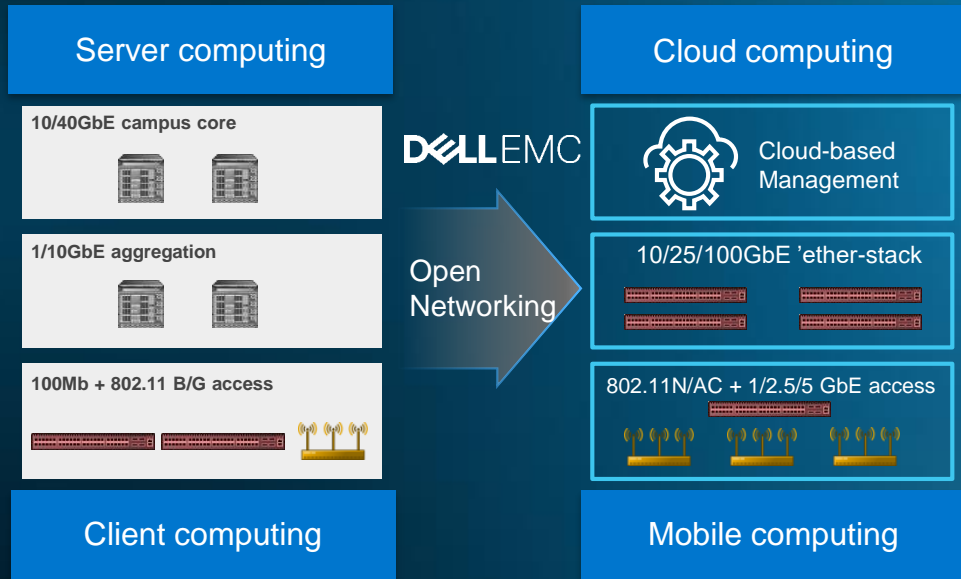 Server computing
10/40GbE campus core
1/10GbE aggregation
100Mb + 802.11 B/G access
Client computing
DELLEMC
Open
Networking
Cloud computing
Cloud-based
Management
10/25/100GbE 'ether-stack
802.11N/AC + 1/2.5/5 GbE access
Mobile computing